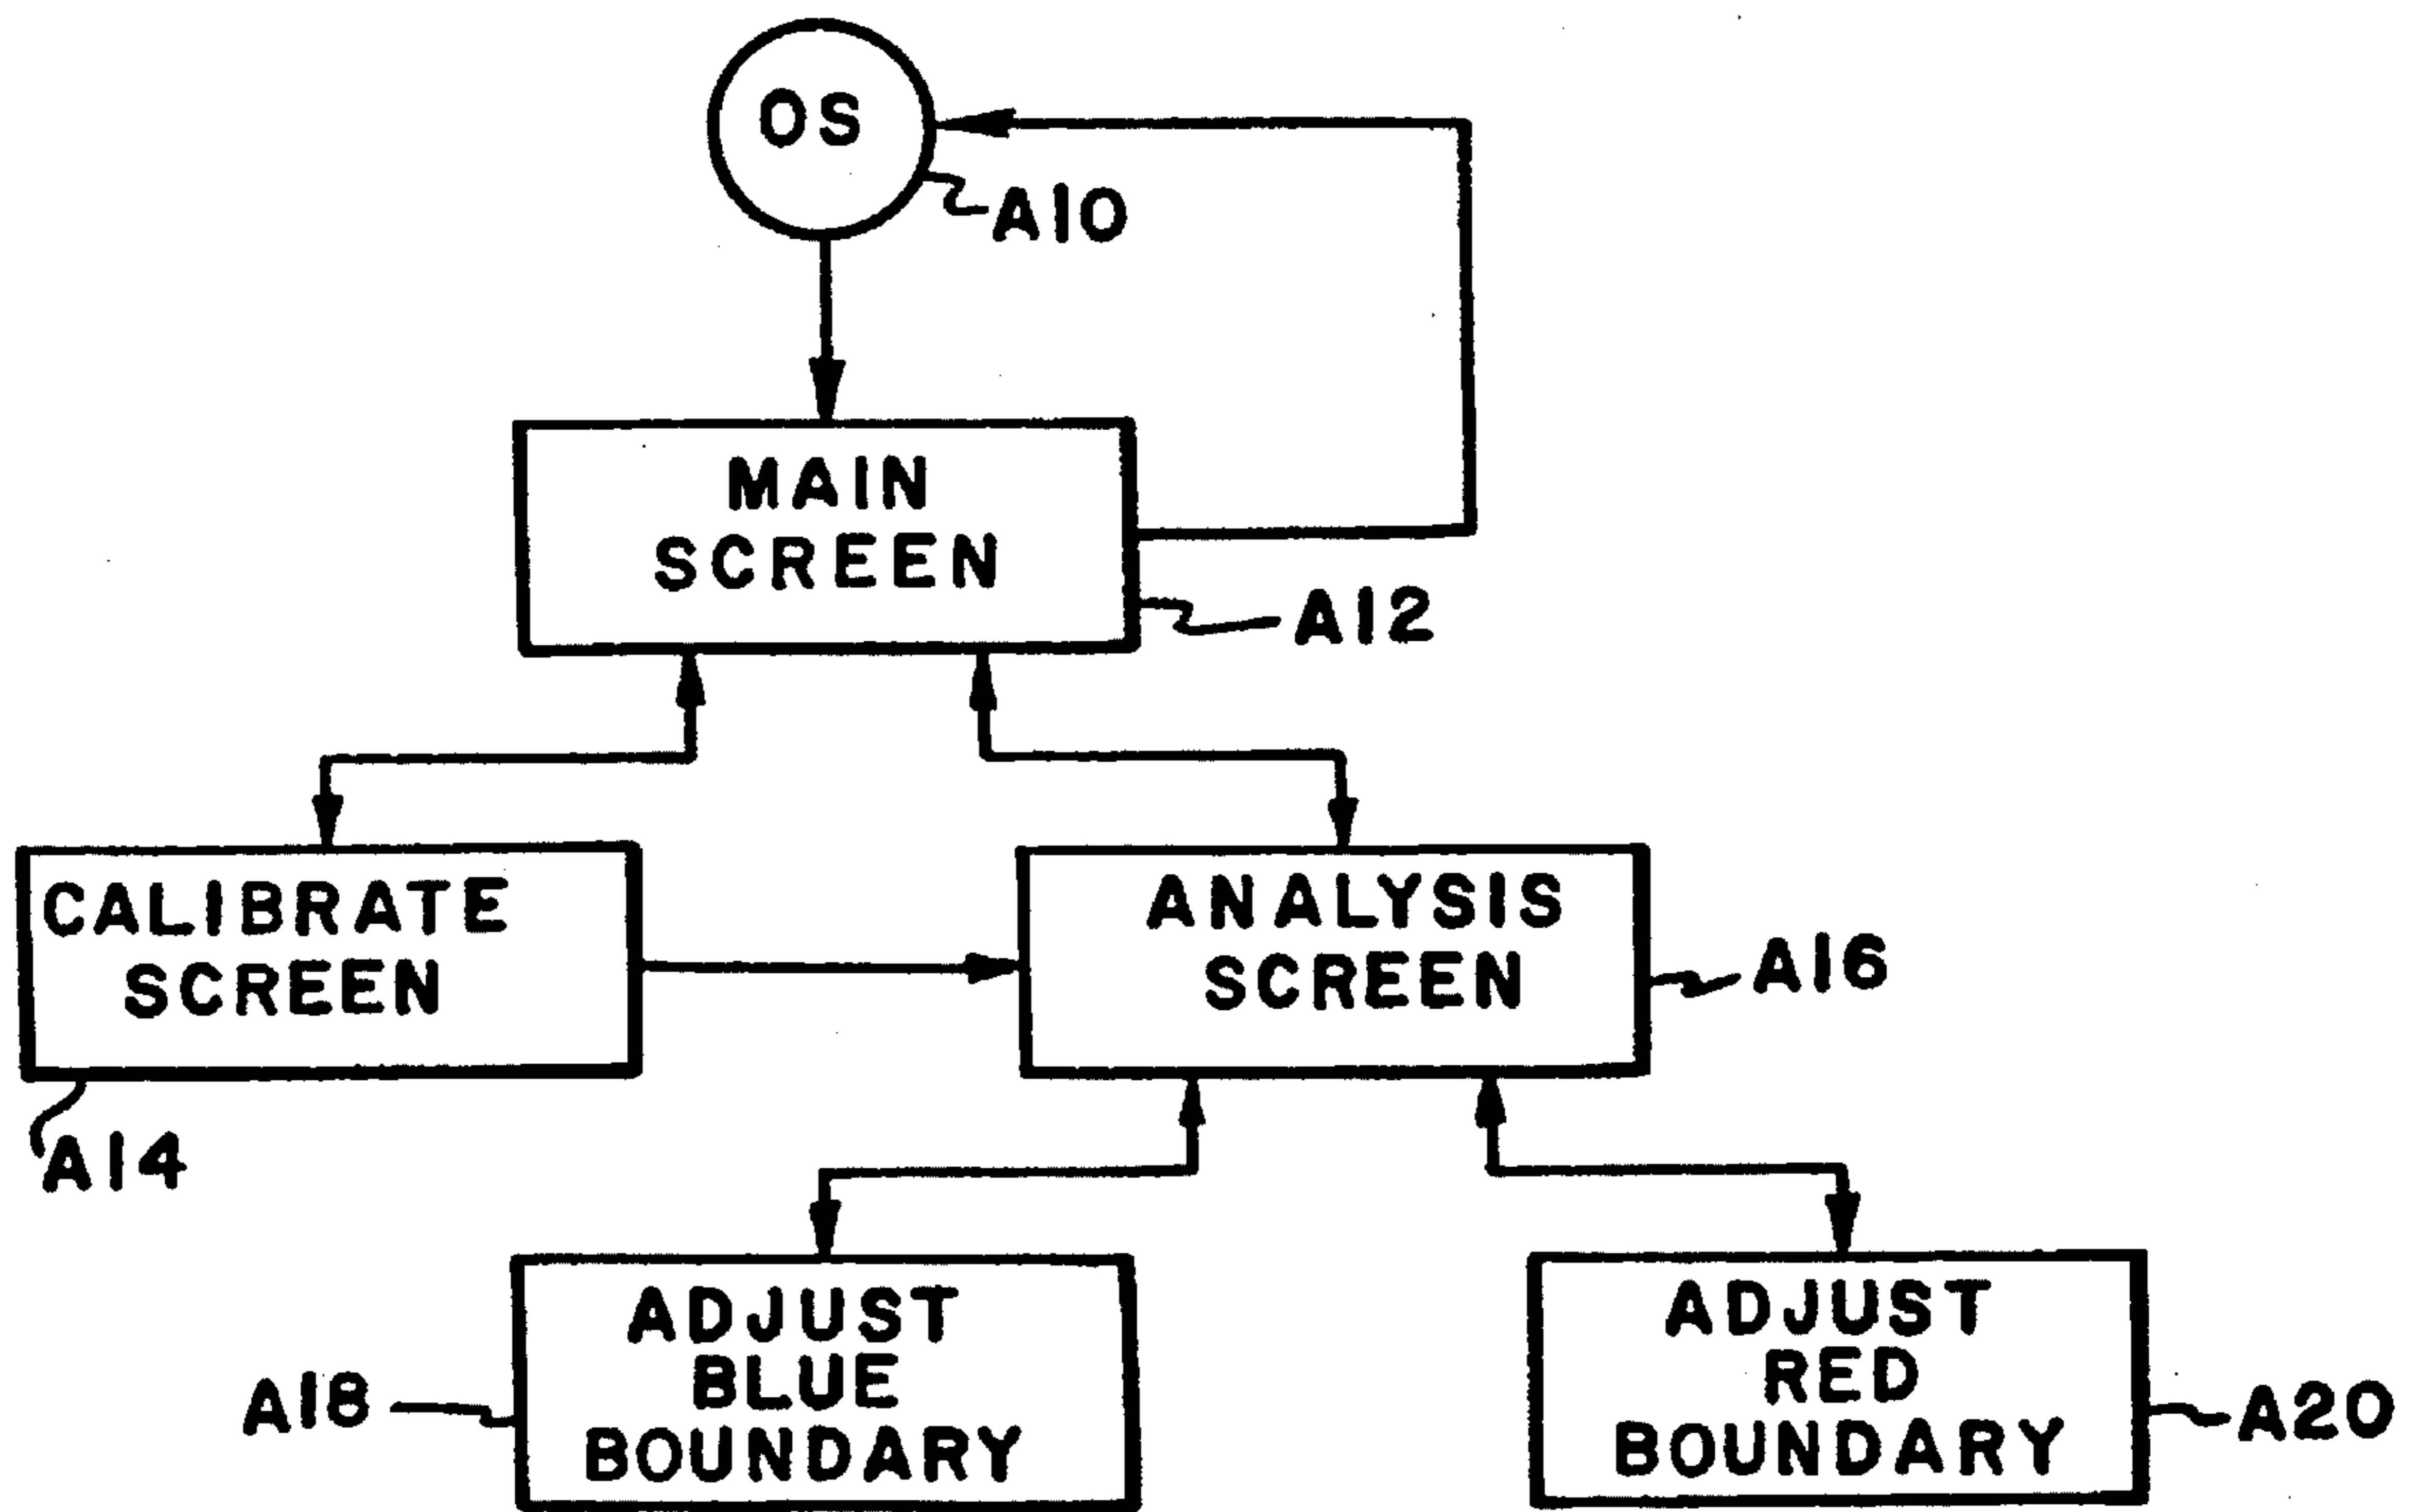 OS
A10
MAIN
SCREEN
A12
CALIBRATE
SCREEN
A14
ANALYSIS
SCREEN
A16
ADJUST
BLUE
BOUNDARY
A18
ADJUST
RED
BOUNDARY
A20